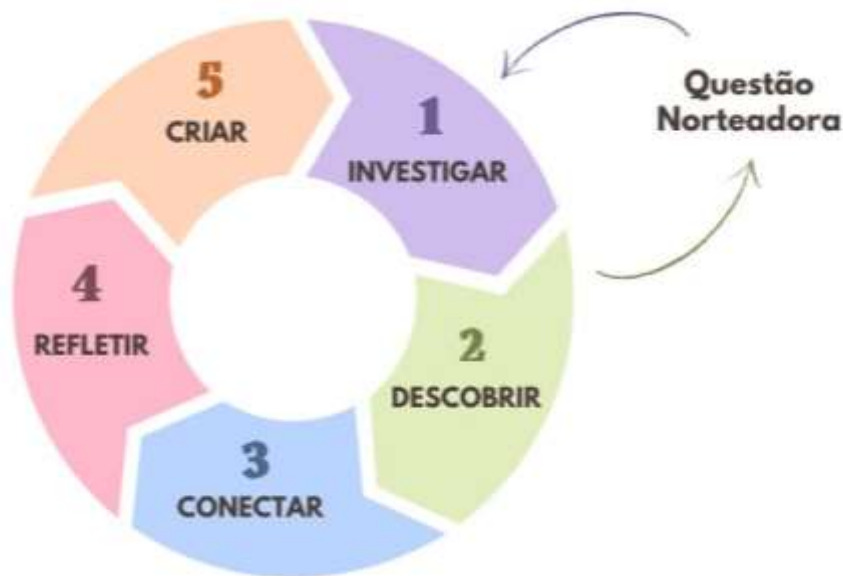 5
CRIAR
1
INVESTIGAR
Questão
Norteadora
4
REFLETIR
2
DESCOBRIR
3
CONECTAR